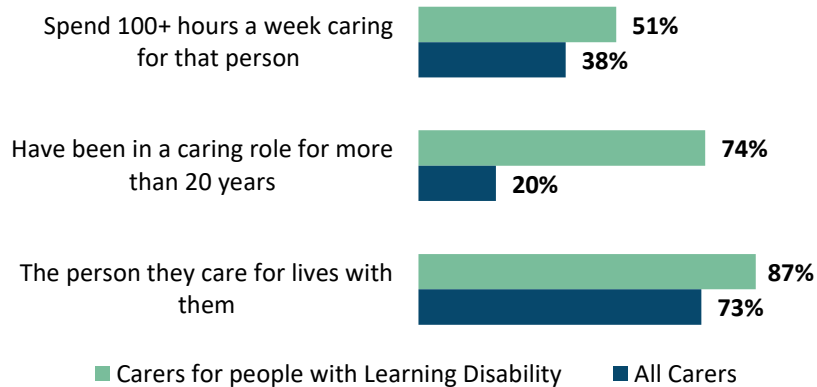 Spend 100+ hours a week caring
for that person
51%
38%
Have been in a caring role for more
than 20 years
74%
20%
The person they care for lives with
them
87%
73%
Carers for people with Learning Disability
All Carers